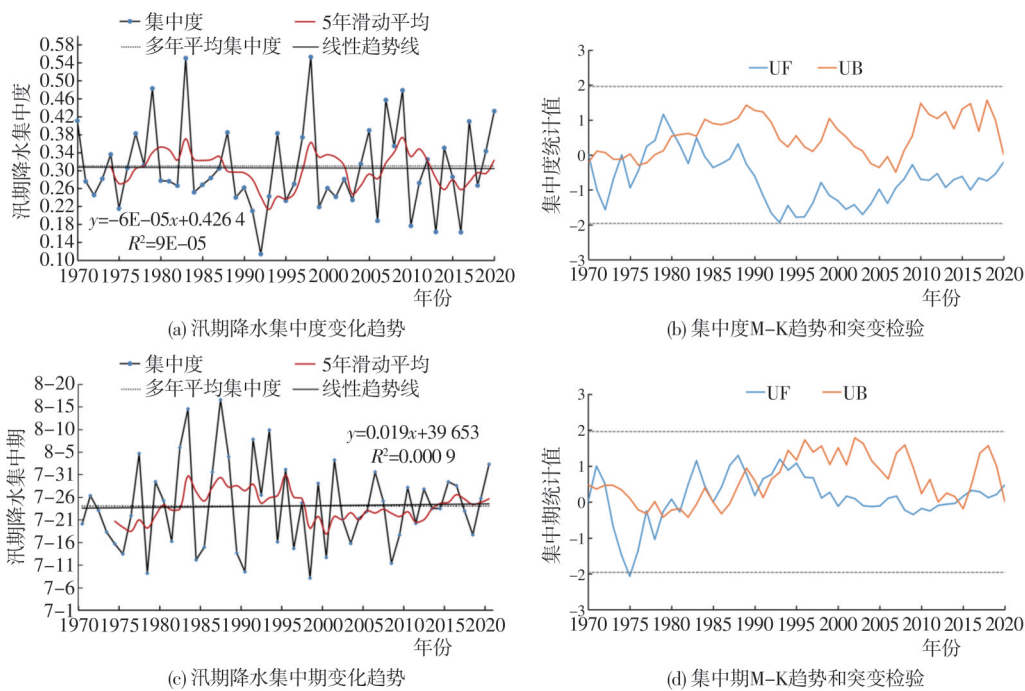 集中度 5年滑动平均
多年平均集中度 线性趋势线
0.58
0.54
0.50
0.46
0.42
0.38
0.34
0.30
0.26
0.22
0.18
0.14
0.10
汛期降水集中度
y=−6E−05x+0.426 4
R²=9E−05
1970 1975 1980 1985 1990 1995 2000 2005 2010 2015 2020
年份
(a) 汛期降水集中度变化趋势
3
2
1
0
−1
−2
−3
集中度统计值
UF UB
1970 1975 1980 1985 1990 1995 2000 2005 2010 2015 2020
年份
(b) 集中度M−K趋势和突变检验
集中度 5年滑动平均
多年平均集中度 线性趋势线
8−20
8−15
8−10
8−5
7−31
7−26
7−21
7−16
7−11
7−6
7−1
汛期降水集中期
y=0.019x+39 653
R²=0.000 9
1970 1975 1980 1985 1990 1995 2000 2005 2010 2015 2020
年份
(c) 汛期降水集中期变化趋势
3
2
1
0
−1
−2
−3
集中期统计值
UF UB
1970 1975 1980 1985 1990 1995 2000 2005 2010 2015 2020
年份
(d) 集中期M−K趋势和突变检验